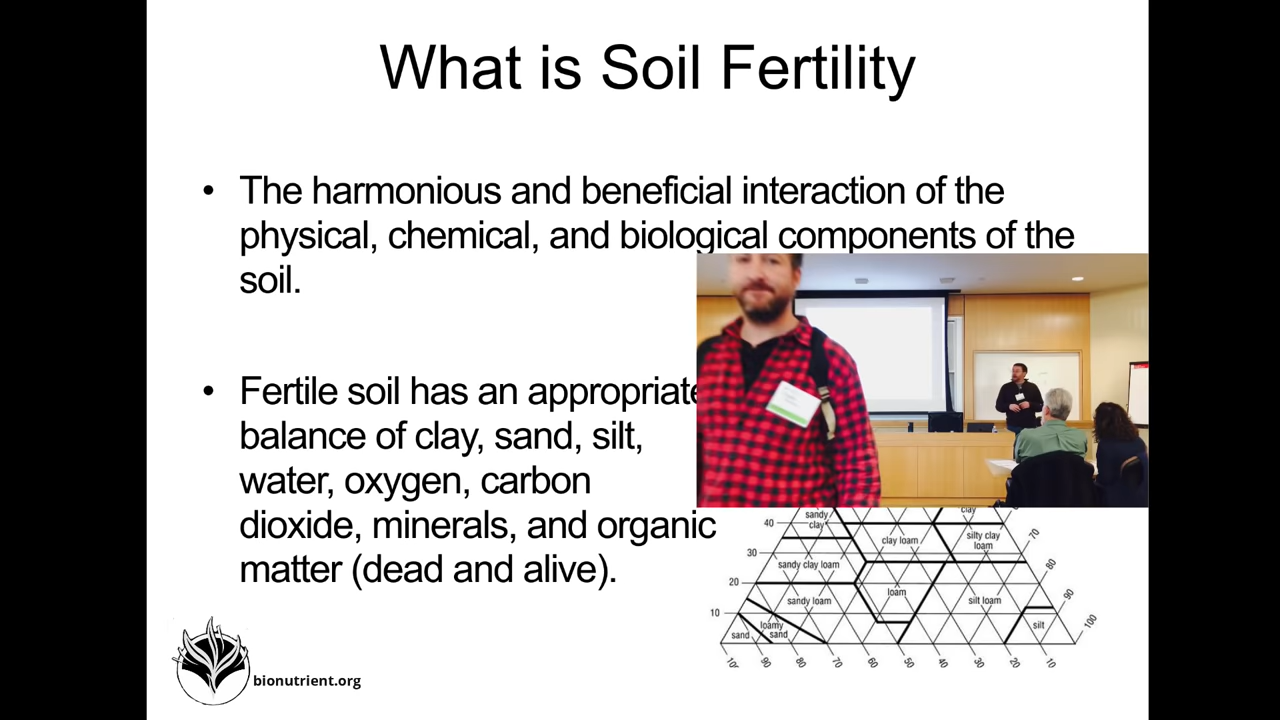 What is Soil Fertility
• The harmonious and beneficial interaction of the
physical, chemical, and biological components of the
soil.
• Fertile soil has an appropriate
balance of clay, sand, silt,
water, oxygen, carbon
dioxide, minerals, and organic
matter (dead and alive).
sandy
clay
clay
40
clay loam
silty clay
loam
70
30
sandy clay loam
80
20
sandy loam
loam
silt loam
90
10
loamy
sand
sand
silt
100
90
80
70
60
50
40
30
20
10
bionutrient.org